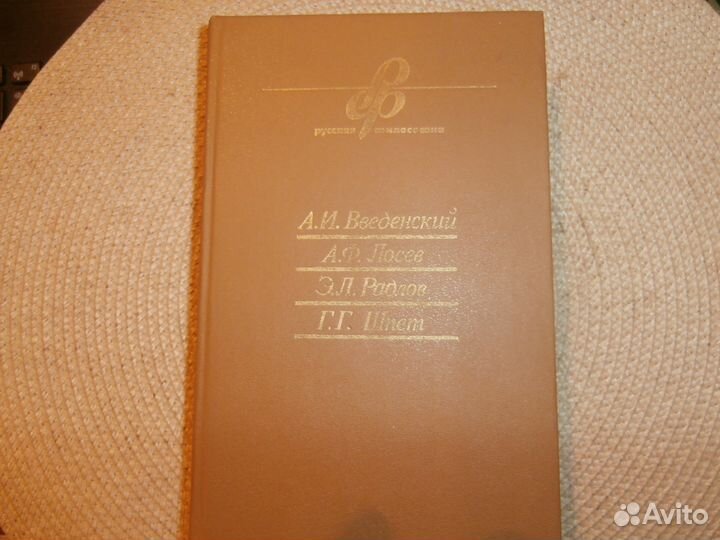 русская философия
А.И. Введенский
А.Ф. Лосев
Э.Л. Радлов
Г.Г. Шпет
Avito